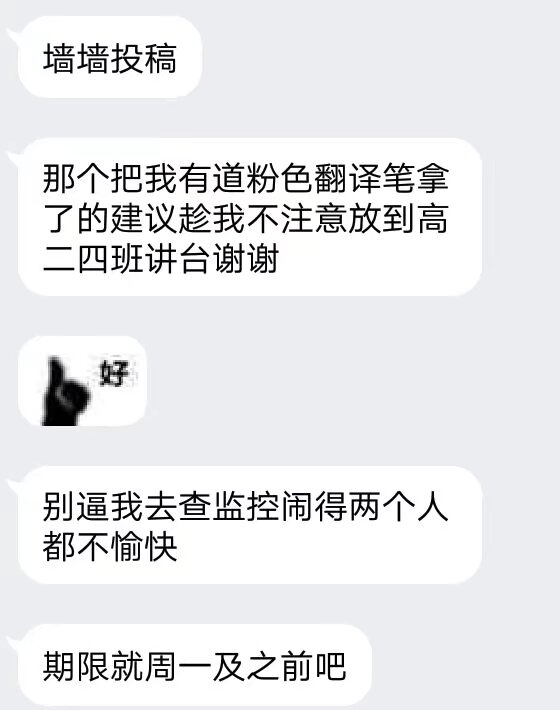 墙墙投稿
那个把我有道粉色翻译笔拿
了的建议趁我不注意放到高
二四班讲台谢谢
好
别逼我去查监控闹得两个人
都不愉快
期限就周一及之前吧